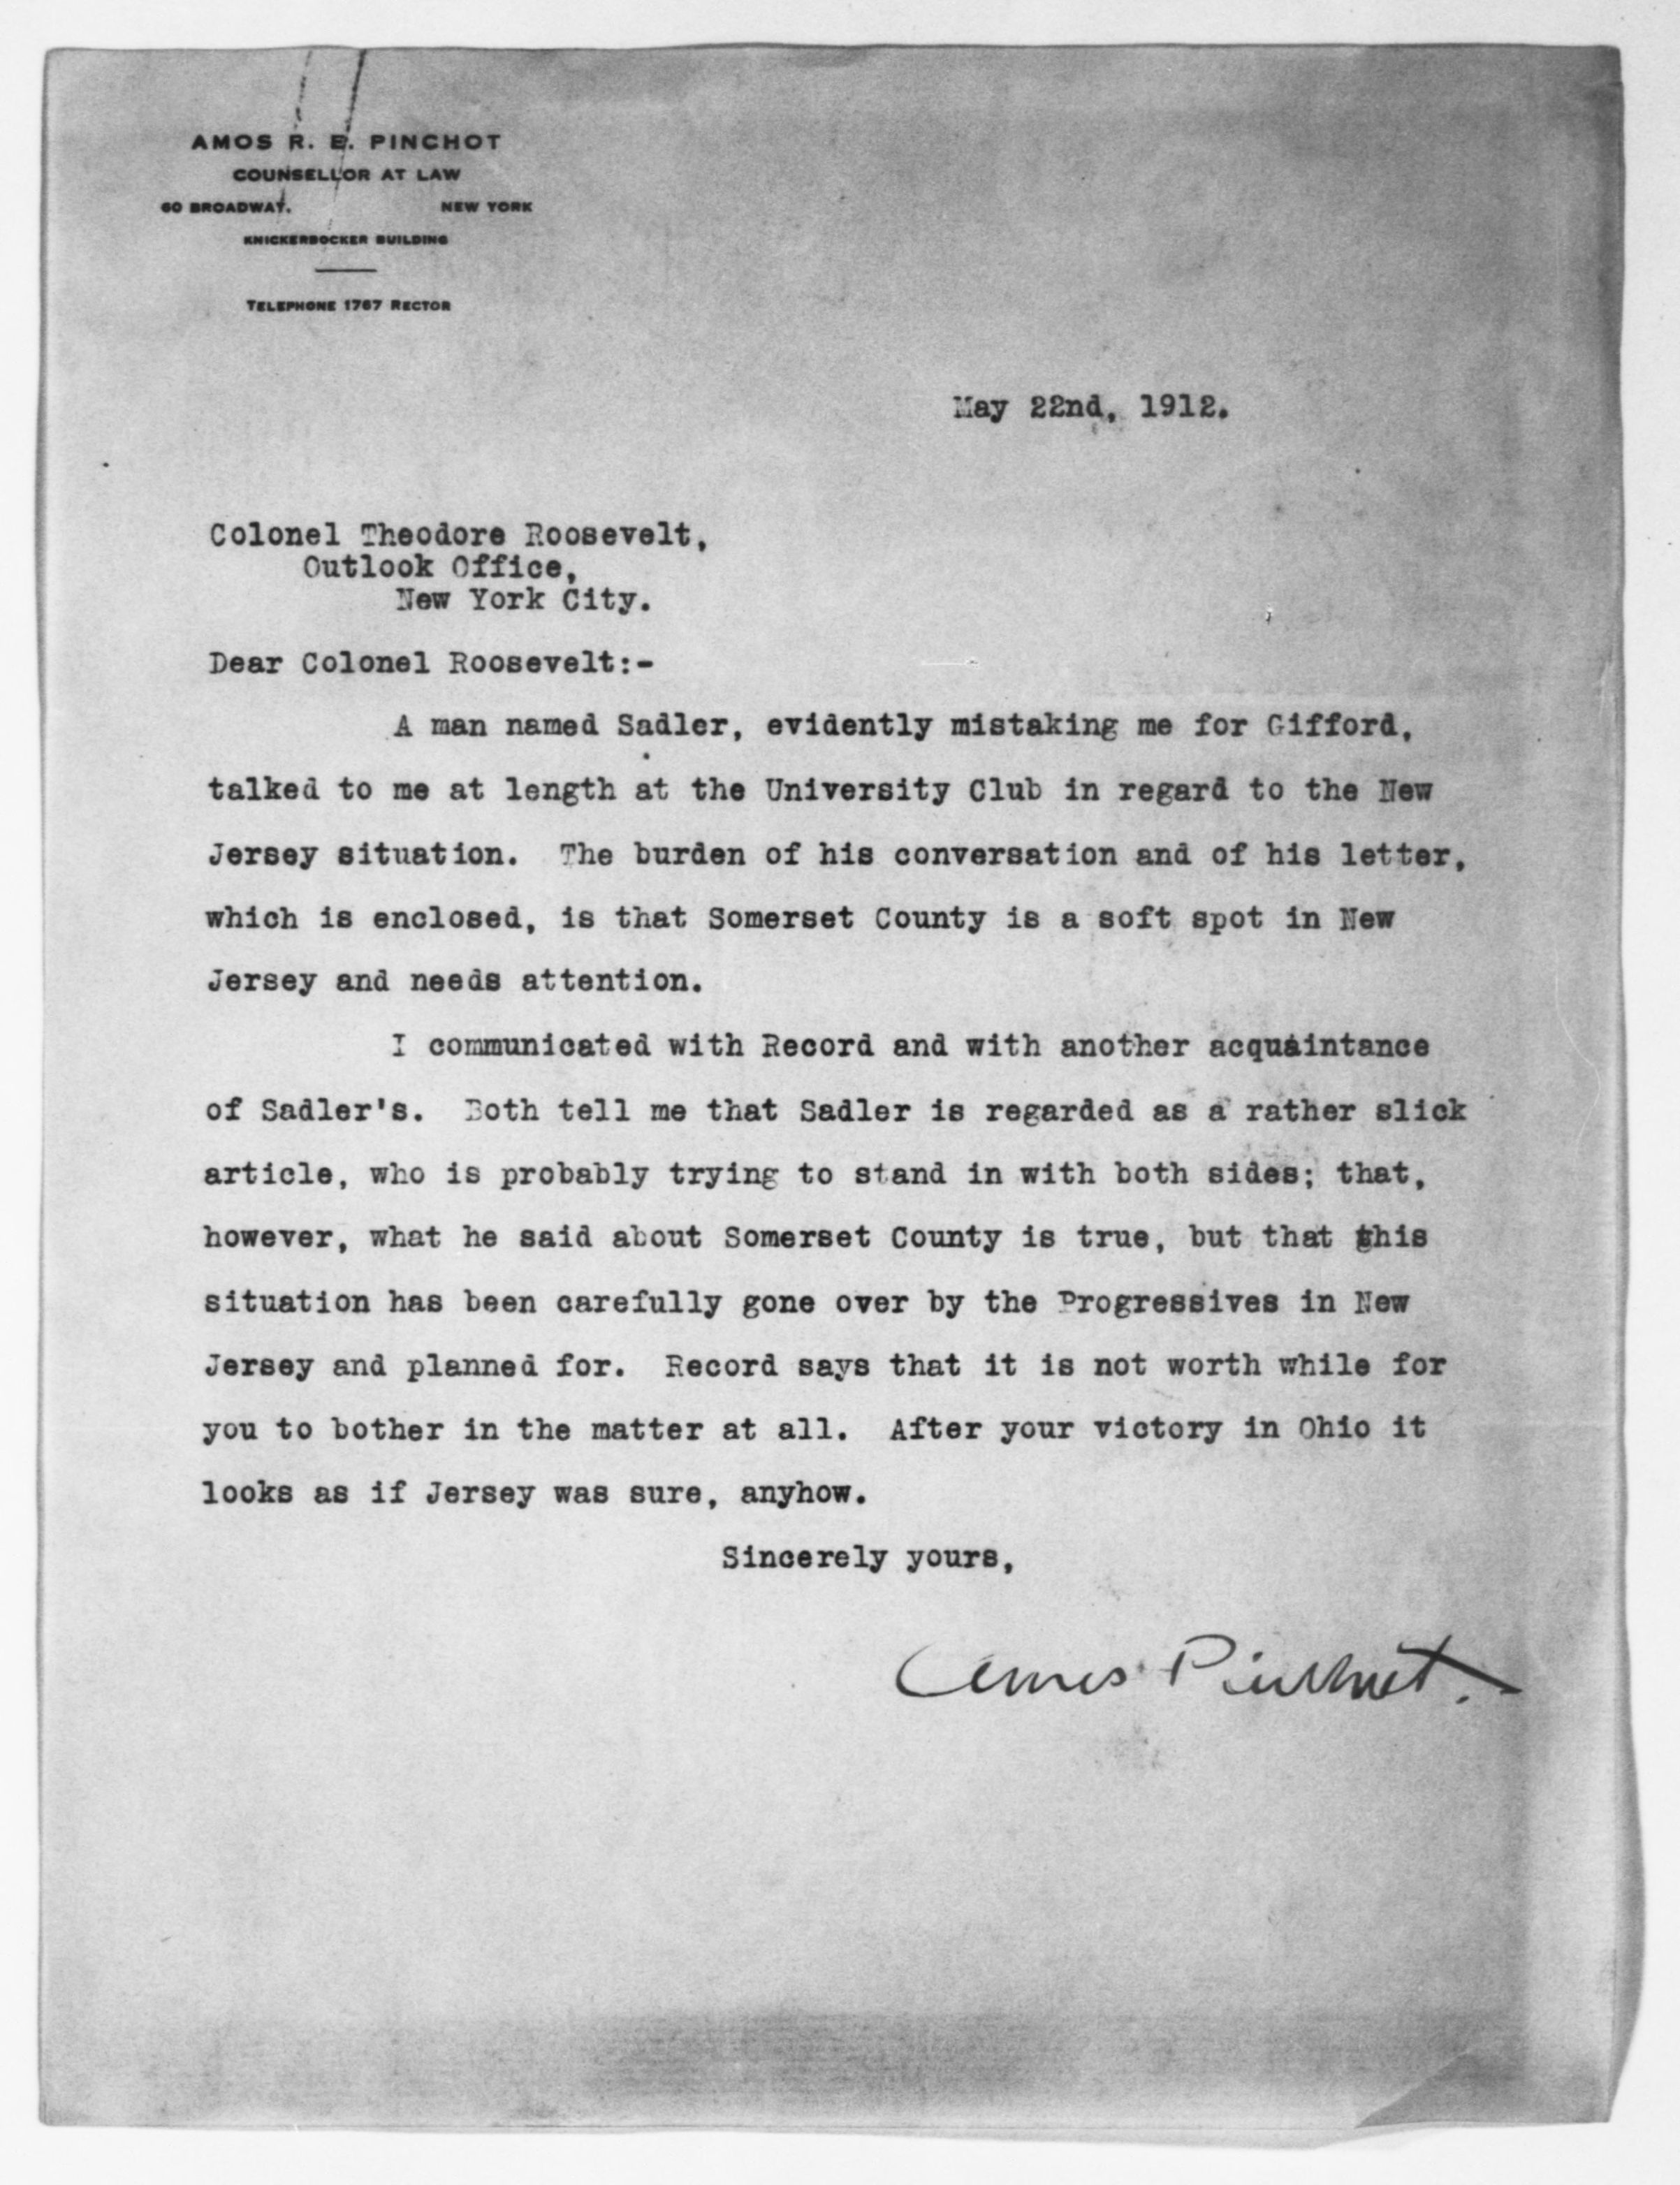 AMOS R. E. PINCHOT
COUNSELLOR AT LAW
60 BROADWAY. NEW YORK
KNICKERBOCKER BUILDING
TELEPHONE 1767 RECTOR
May 22nd, 1912.
Colonel Theodore Roosevelt,
Outlook Office,
New York City.
Dear Colonel Roosevelt:-
A man named Sadler, evidently mistaking me for Gifford,
talked to me at length at the University Club in regard to the New
Jersey situation. The burden of his conversation and of his letter,
which is enclosed, is that Somerset County is a soft spot in New
Jersey and needs attention.
I communicated with Record and with another acquaintance
of Sadler's. Both tell me that Sadler is regarded as a rather slick
article, who is probably trying to stand in with both sides; that,
however, what he said about Somerset County is true, but that this
situation has been carefully gone over by the Progressives in New
Jersey and planned for. Record says that it is not worth while for
you to bother in the matter at all. After your victory in Ohio it
looks as if Jersey was sure, anyhow.
Sincerely yours,
Amos Pinchot.